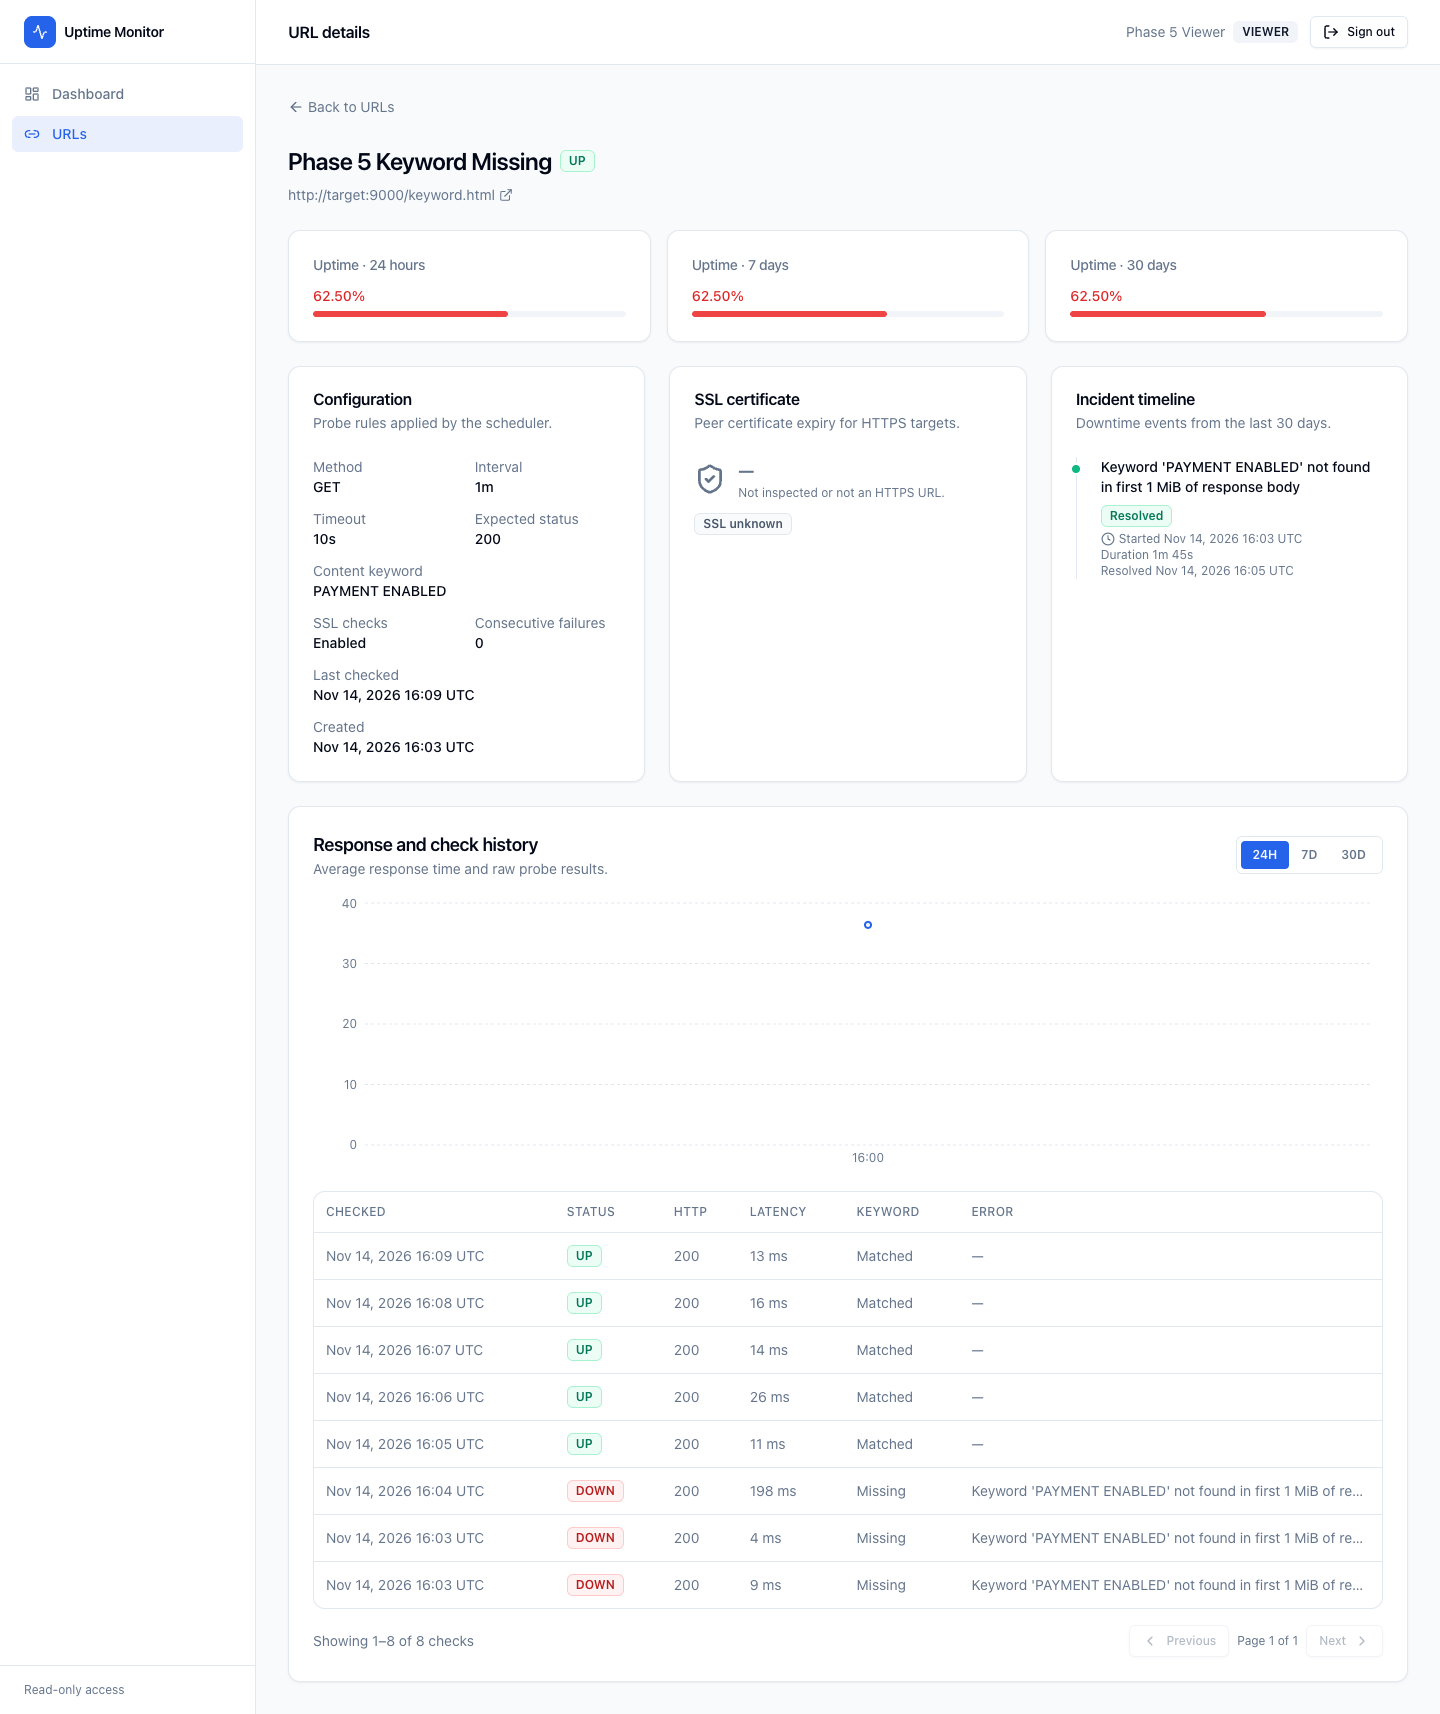 Uptime Monitor
URL details
Phase 5 Viewer VIEWER Sign out
Dashboard
URLs
Back to URLs
Phase 5 Keyword Missing UP
http://target:9000/keyword.html
Uptime · 24 hours
62.50%
Uptime · 7 days
62.50%
Uptime · 30 days
62.50%
Configuration
Probe rules applied by the scheduler.
Method Interval
GET 1m
Timeout Expected status
10s 200
Content keyword
PAYMENT ENABLED
SSL checks Consecutive failures
Enabled 0
Last checked
Nov 14, 2026 16:09 UTC
Created
Nov 14, 2026 16:03 UTC
SSL certificate
Peer certificate expiry for HTTPS targets.
—
Not inspected or not an HTTPS URL.
SSL unknown
Incident timeline
Downtime events from the last 30 days.
Keyword 'PAYMENT ENABLED' not found
in first 1 MiB of response body
Resolved
Started Nov 14, 2026 16:03 UTC
Duration 1m 45s
Resolved Nov 14, 2026 16:05 UTC
Response and check history
Average response time and raw probe results.
24H 7D 30D
40
30
20
10
0
16:00
CHECKED STATUS HTTP LATENCY KEYWORD ERROR
Nov 14, 2026 16:09 UTC UP 200 13 ms Matched —
Nov 14, 2026 16:08 UTC UP 200 16 ms Matched —
Nov 14, 2026 16:07 UTC UP 200 14 ms Matched —
Nov 14, 2026 16:06 UTC UP 200 26 ms Matched —
Nov 14, 2026 16:05 UTC UP 200 11 ms Matched —
Nov 14, 2026 16:04 UTC DOWN 200 198 ms Missing Keyword 'PAYMENT ENABLED' not found in first 1 MiB of re...
Nov 14, 2026 16:03 UTC DOWN 200 4 ms Missing Keyword 'PAYMENT ENABLED' not found in first 1 MiB of re...
Nov 14, 2026 16:03 UTC DOWN 200 9 ms Missing Keyword 'PAYMENT ENABLED' not found in first 1 MiB of re...
Showing 1–8 of 8 checks
Previous Page 1 of 1 Next
Read-only access